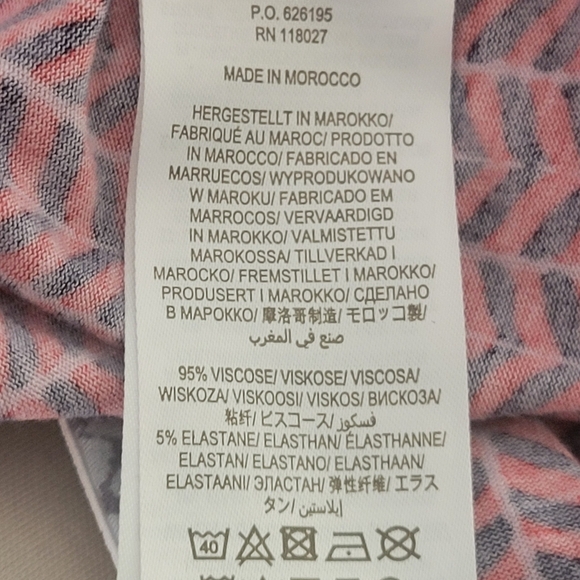 P.O. 626195
RN 118027
MADE IN MOROCCO
HERGESTELLT IN MAROKKO/
FABRIQUÉ AU MAROC/ PRODOTTO
IN MAROCCO/ FABRICADO EN
MARRUECOS/ WYPRODUKOWANO
W MAROKU/ FABRICADO EM
MARROCOS/ VERVAARDIGD
IN MAROKKO/ VALMISTETTU
MAROKOSSA/ TILLVERKAD I
MAROCKO/ FREMSTILLET I MAROKKO/
PRODUSERT I MAROKKO/ СДЕЛАНО
В МАРОККО/ 摩洛哥制造/ モロッコ製/
صنع في المغرب
95% VISCOSE/ VISKOSE/ VISCOSA/
WISKOZA/ VISKOOSI/ VISKOS/ ВИСКОЗА/
粘纤/ ビスコース/ فسكوز/
5% ELASTANE/ ELASTHAN/ ÉLASTHANNE/
ELASTAN/ ELASTANO/ ELASTHAAN/
ELASTAANI/ ЭЛАСТАН/ 弹性纤维/ エラス
タン/ إيلاستين/
40